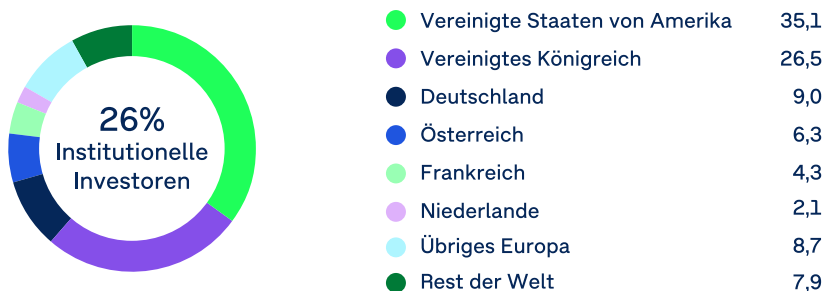 26%
Institutionelle
Investoren
Vereinigte Staaten von Amerika 35,1
Vereinigtes Königreich 26,5
Deutschland 9,0
Österreich 6,3
Frankreich 4,3
Niederlande 2,1
Übriges Europa 8,7
Rest der Welt 7,9